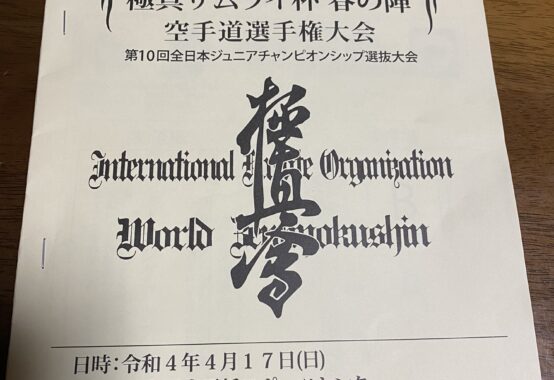 極真サムライ杯 春の陣
空手道選手権大会
第10回全日本ジュニアチャンピオンシップ選抜大会
極真会
International Karate Organization
World Kyokushin
日時:令和4年4月17日(日)